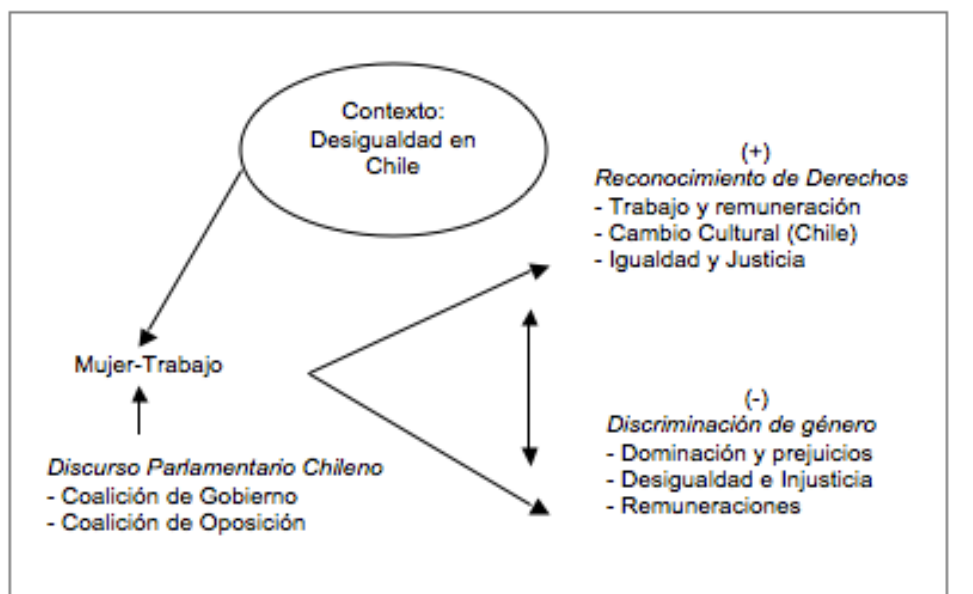 Contexto:
Desigualdad en
Chile
(+)
Reconocimiento de Derechos
- Trabajo y remuneración
- Cambio Cultural (Chile)
- Igualdad y Justicia
Mujer-Trabajo
Discurso Parlamentario Chileno
- Coalición de Gobierno
- Coalición de Oposición
(-)
Discriminación de género
- Dominación y prejuicios
- Desigualdad e Injusticia
- Remuneraciones